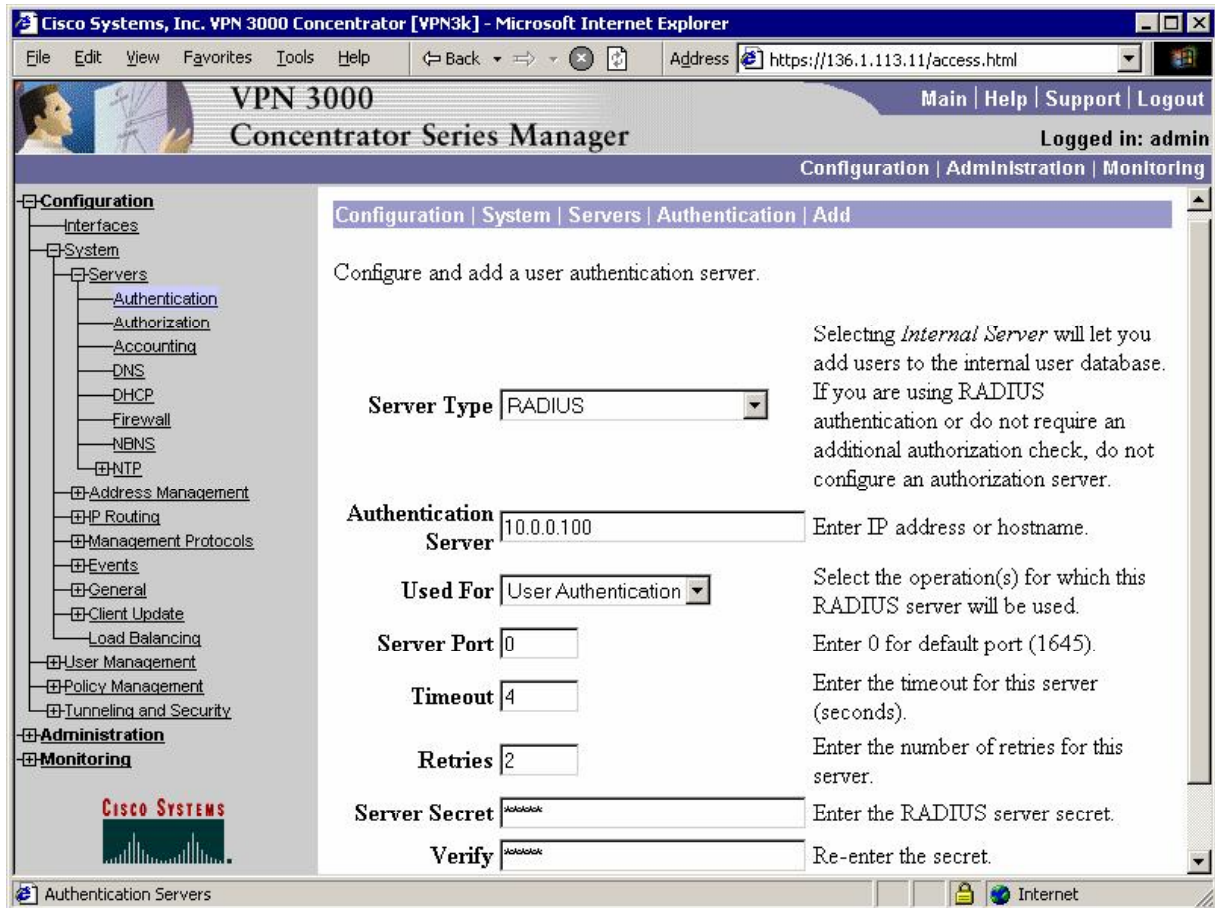 Cisco Systems, Inc. VPN 3000 Concentrator [VPN3k] - Microsoft Internet Explorer
File Edit View Favorites Tools Help Back Address https://136.1.113.11/access.html
VPN 3000
Concentrator Series Manager
Main | Help | Support | Logout
Logged in: admin
Configuration | Administration | Monitoring
Configuration
Interfaces
System
Servers
Authentication
Authorization
Accounting
DNS
DHCP
Firewall
NBNS
NTP
Address Management
IP Routing
Management Protocols
Events
General
Client Update
Load Balancing
User Management
Policy Management
Tunneling and Security
Administration
Monitoring
CISCO SYSTEMS
Configuration | System | Servers | Authentication | Add
Configure and add a user authentication server.
Server Type RADIUS
Selecting Internal Server will let you
add users to the internal user database.
If you are using RADIUS
authentication or do not require an
additional authorization check, do not
configure an authorization server.
Authentication
Server 10.0.0.100
Enter IP address or hostname.
Used For User Authentication
Select the operation(s) for which this
RADIUS server will be used.
Server Port 0
Enter 0 for default port (1645).
Timeout 4
Enter the timeout for this server
(seconds).
Retries 2
Enter the number of retries for this
server.
Server Secret ******
Enter the RADIUS server secret.
Verify ******
Re-enter the secret.
Authentication Servers
Internet